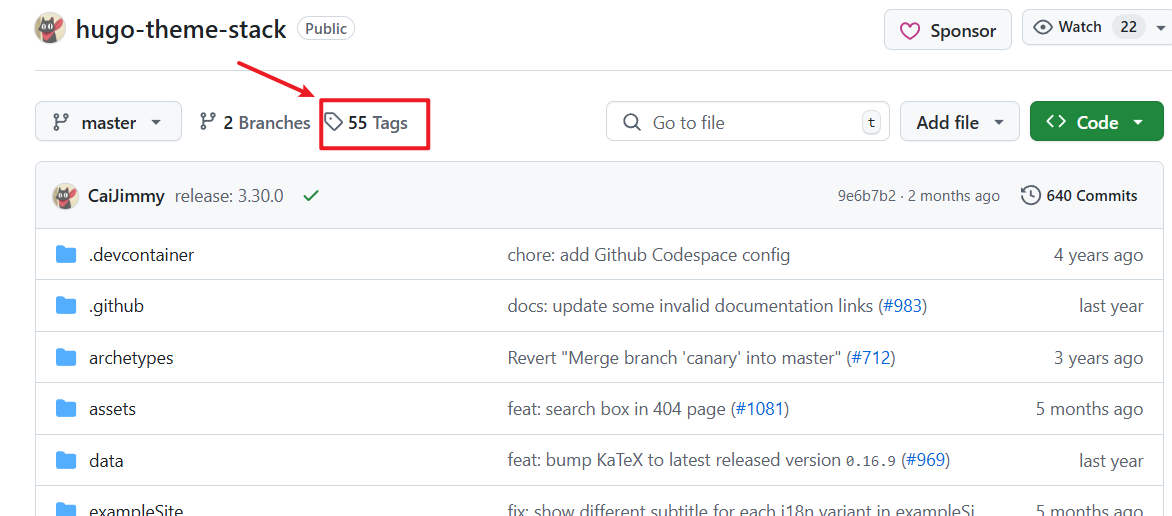 hugo-theme-stack Public Sponsor Watch 22
master 2 Branches 55 Tags Go to file t Add file Code
CaiJimmy release: 3.30.0 9e6b7b2 · 2 months ago 640 Commits
.devcontainer chore: add Github Codespace config 4 years ago
.github docs: update some invalid documentation links (#983) last year
archetypes Revert "Merge branch 'canary' into master" (#712) 3 years ago
assets feat: search box in 404 page (#1081) 5 months ago
data feat: bump KaTeX to latest released version 0.16.9 (#969) last year
exampleSite fix: show different subtitle for each i18n variant in exampleSi 5 months ago